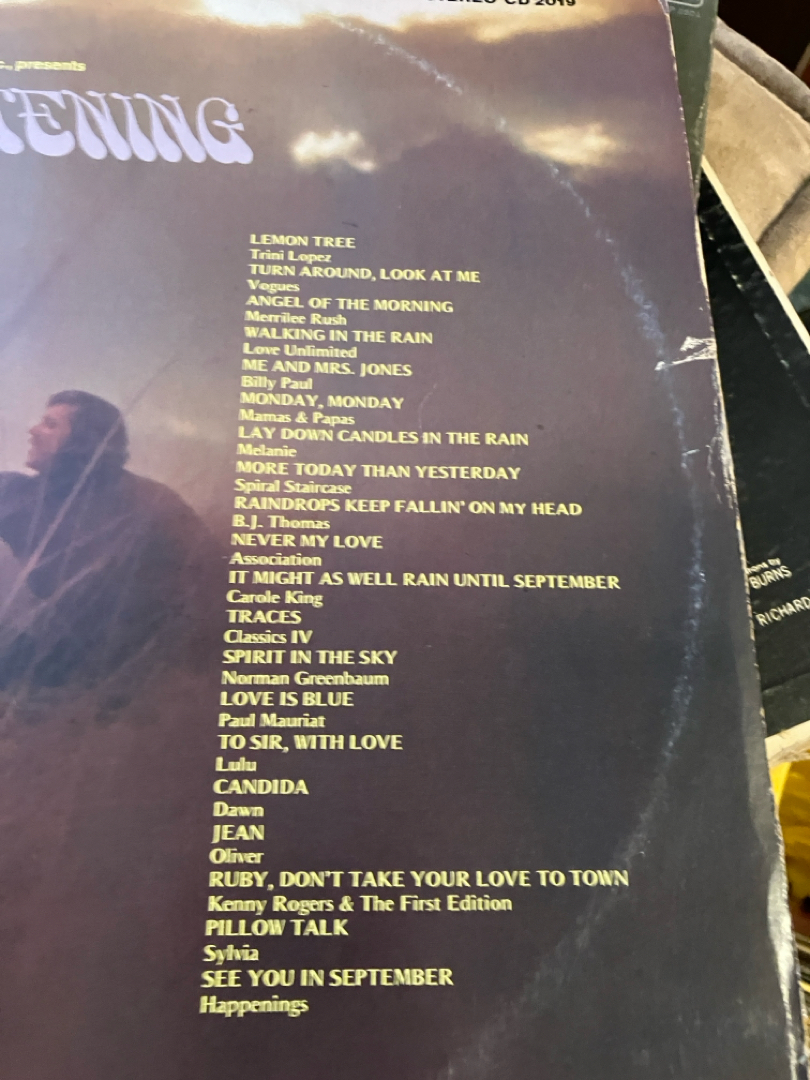 STEREO CD 2019
presents
TENING
LEMON TREE
Trini Lopez
TURN AROUND, LOOK AT ME
Vogues
ANGEL OF THE MORNING
Merrilee Rush
WALKING IN THE RAIN
Love Unlimited
ME AND MRS. JONES
Billy Paul
MONDAY, MONDAY
Mamas & Papas
LAY DOWN CANDLES IN THE RAIN
Melanie
MORE TODAY THAN YESTERDAY
Spiral Staircase
RAINDROPS KEEP FALLIN' ON MY HEAD
B.J. Thomas
NEVER MY LOVE
Association
IT MIGHT AS WELL RAIN UNTIL SEPTEMBER
Carole King
TRACES
Classics IV
SPIRIT IN THE SKY
Norman Greenbaum
LOVE IS BLUE
Paul Mauriat
TO SIR, WITH LOVE
Lulu
CANDIDA
Dawn
JEAN
Oliver
RUBY, DON'T TAKE YOUR LOVE TO TOWN
Kenny Rogers & The First Edition
PILLOW TALK
Sylvia
SEE YOU IN SEPTEMBER
Happenings
BURNS
RICHARD